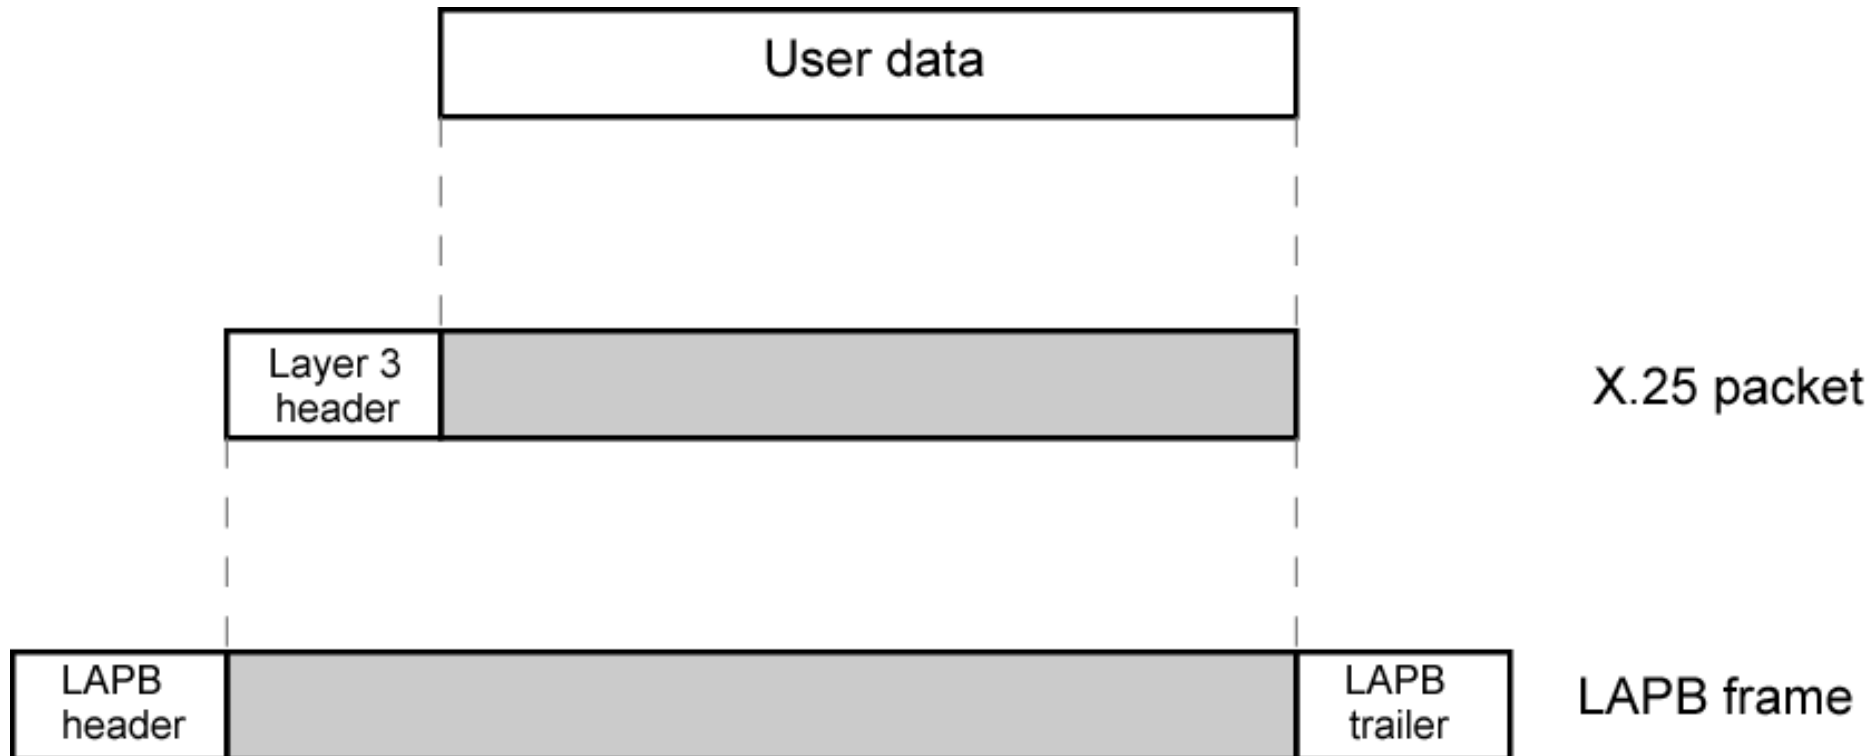 User data
Layer 3
header
X.25 packet
LAPB
header
LAPB
trailer
LAPB frame